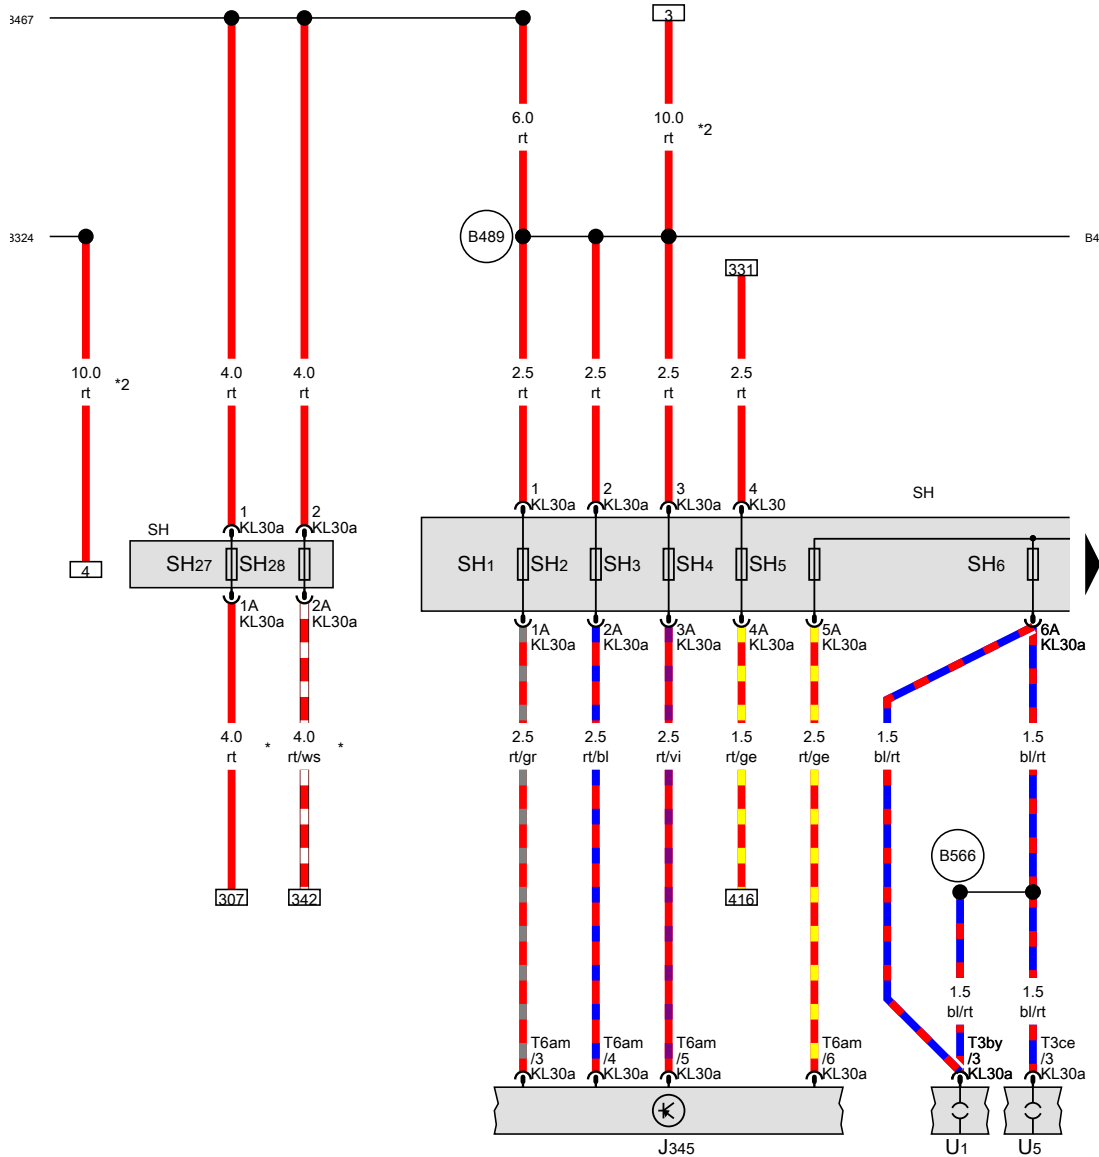 3
6.0
rt
10.0
rt
*2
B489
331
10.0
rt
*2
4.0
rt
4.0
rt
2.5
rt
2.5
rt
2.5
rt
2.5
rt
4
SH
1
KL30a
2
KL30a
1
KL30a
2
KL30a
3
KL30a
4
KL30
SH
SH27
SH28
SH1
SH2
SH3
SH4
SH5
SH6
1A
KL30a
2A
KL30a
1A
KL30a
2A
KL30a
3A
KL30a
4A
KL30a
5A
KL30a
6A
KL30a
4.0
rt
*
4.0
rt/ws
*
2.5
rt/gr
2.5
rt/bl
2.5
rt/vi
1.5
rt/ge
2.5
rt/ge
1.5
bl/rt
1.5
bl/rt
B566
307
342
416
1.5
bl/rt
1.5
bl/rt
T6am
/3
KL30a
T6am
/4
KL30a
T6am
/5
KL30a
T6am
/6
KL30a
T3by
/3
KL30a
T3ce
/3
KL30a
J345
U1
U5